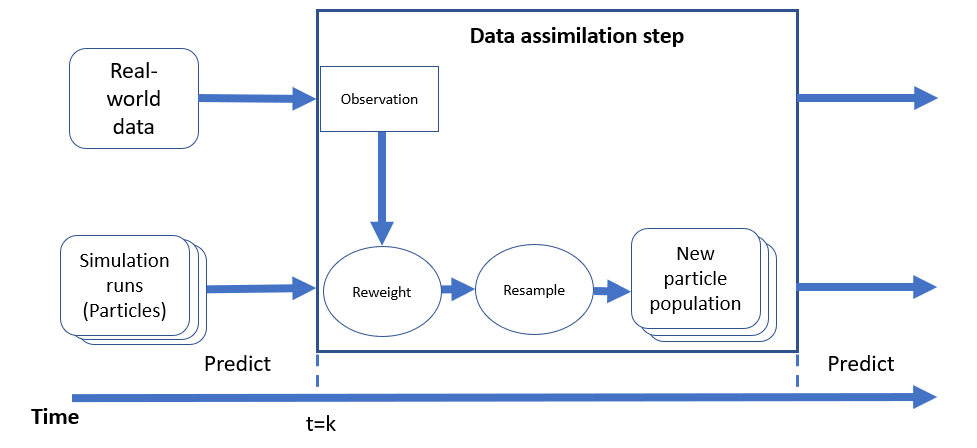 Data assimilation step
Real-
world
data
Observation
Simulation
runs
(Particles)
Reweight
Resample
New
particle
population
Predict
Predict
Time
t=k